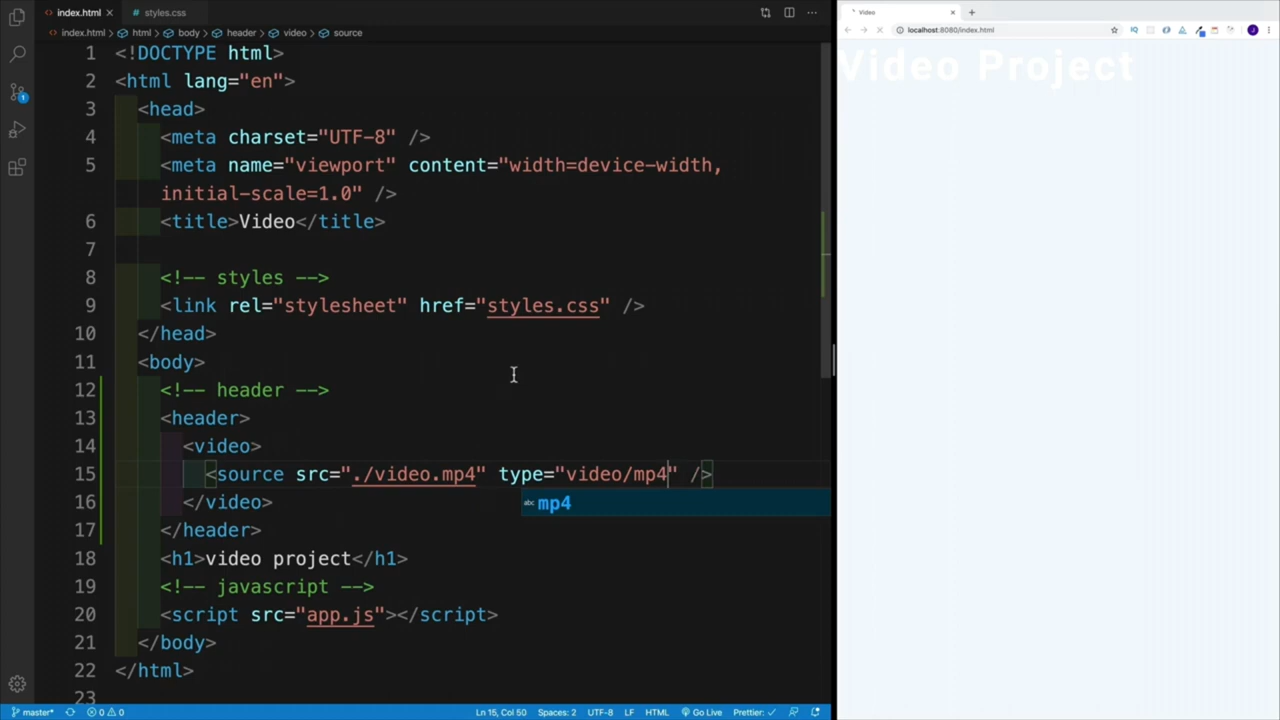 index.html
styles.css
index.html > html > body > header > video > source
1 <!DOCTYPE html>
2 <html lang="en">
3 <head>
4 <meta charset="UTF-8" />
5 <meta name="viewport" content="width=device-width,
initial-scale=1.0" />
6 <title>Video</title>
7
8 <!-- styles -->
9 <link rel="stylesheet" href="styles.css" />
10 </head>
11 <body>
12 <!-- header -->
13 <header>
14 <video>
15 <source src="./video.mp4" type="video/mp4" />
abc mp4
16 </video>
17 </header>
18 <h1>video project</h1>
19 <!-- javascript -->
20 <script src="app.js"></script>
21 </body>
22 </html>
23
1
master*
0 0
Ln 15, Col 50
Spaces: 2
UTF-8
LF
HTML
Go Live
Prettier: ✓
Video
localhost:8080/index.html
J
Video Project